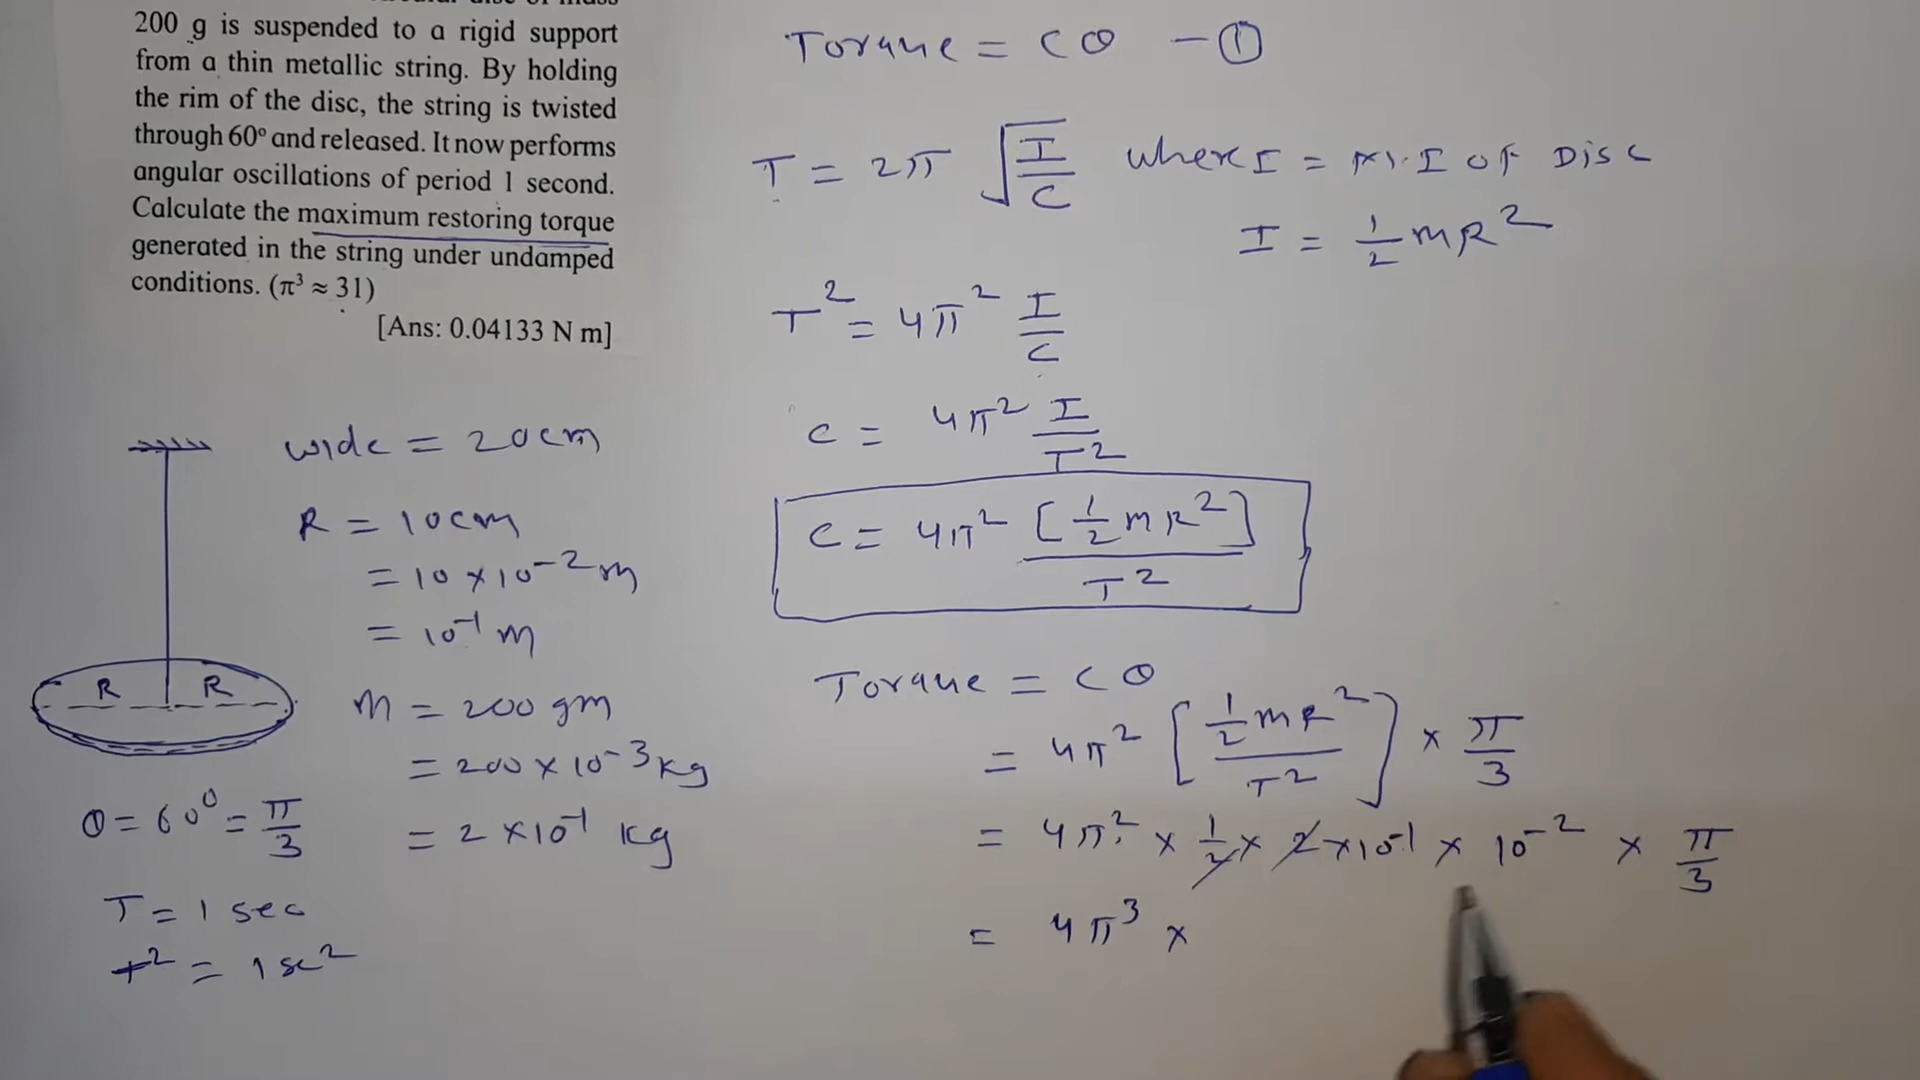 200 g is suspended to a rigid support
from a thin metallic string. By holding
the rim of the disc, the string is twisted
through 60° and released. It now performs
angular oscillations of period 1 second.
Calculate the maximum restoring torque
generated in the string under undamped
conditions. (π³ ≈ 31)
[Ans: 0.04133 N m]
wide = 20cm
R = 10cm
= 10 × 10⁻² m
= 10⁻¹ m
R R
M = 200 gm
= 200 × 10⁻³ kg
= 2 × 10⁻¹ kg
θ = 60⁰ = π/3
T = 1 sec
T² = 1 sec²
Torque = Cθ — ①
T = 2π √(I/C) where I = M.I OF DISC
I = 1/2 MR²
T² = 4π² I/C
C = 4π² I/T²
C = 4π² [1/2 MR²]/T²
Torque = Cθ
= 4π² [1/2 MR²/T²] × π/3
= 4π² × 1/2 × 2 × 10⁻¹ × 10⁻² × π/3
= 4π³ ×